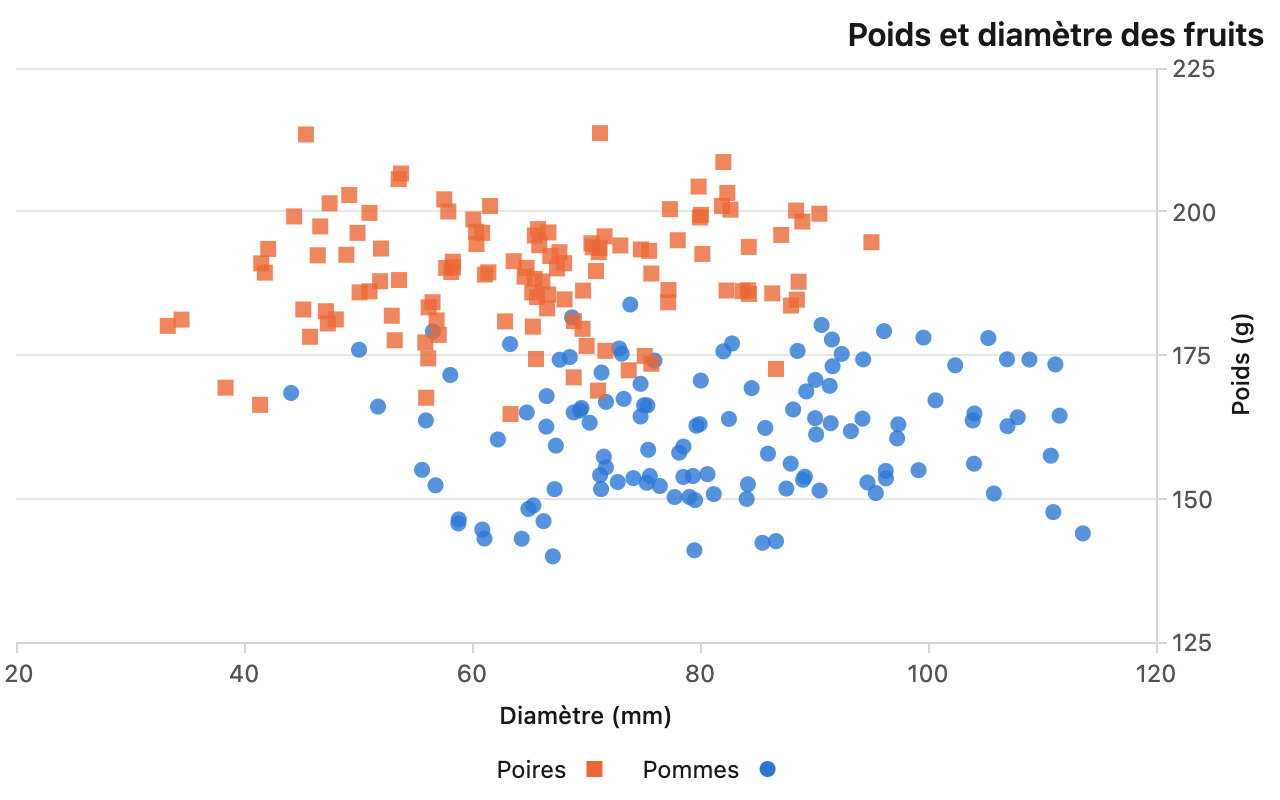 Poids et diamètre des fruits
225
200
175
150
125
Poids (g)
20 40 60 80 100 120
Diamètre (mm)
Poires Pommes